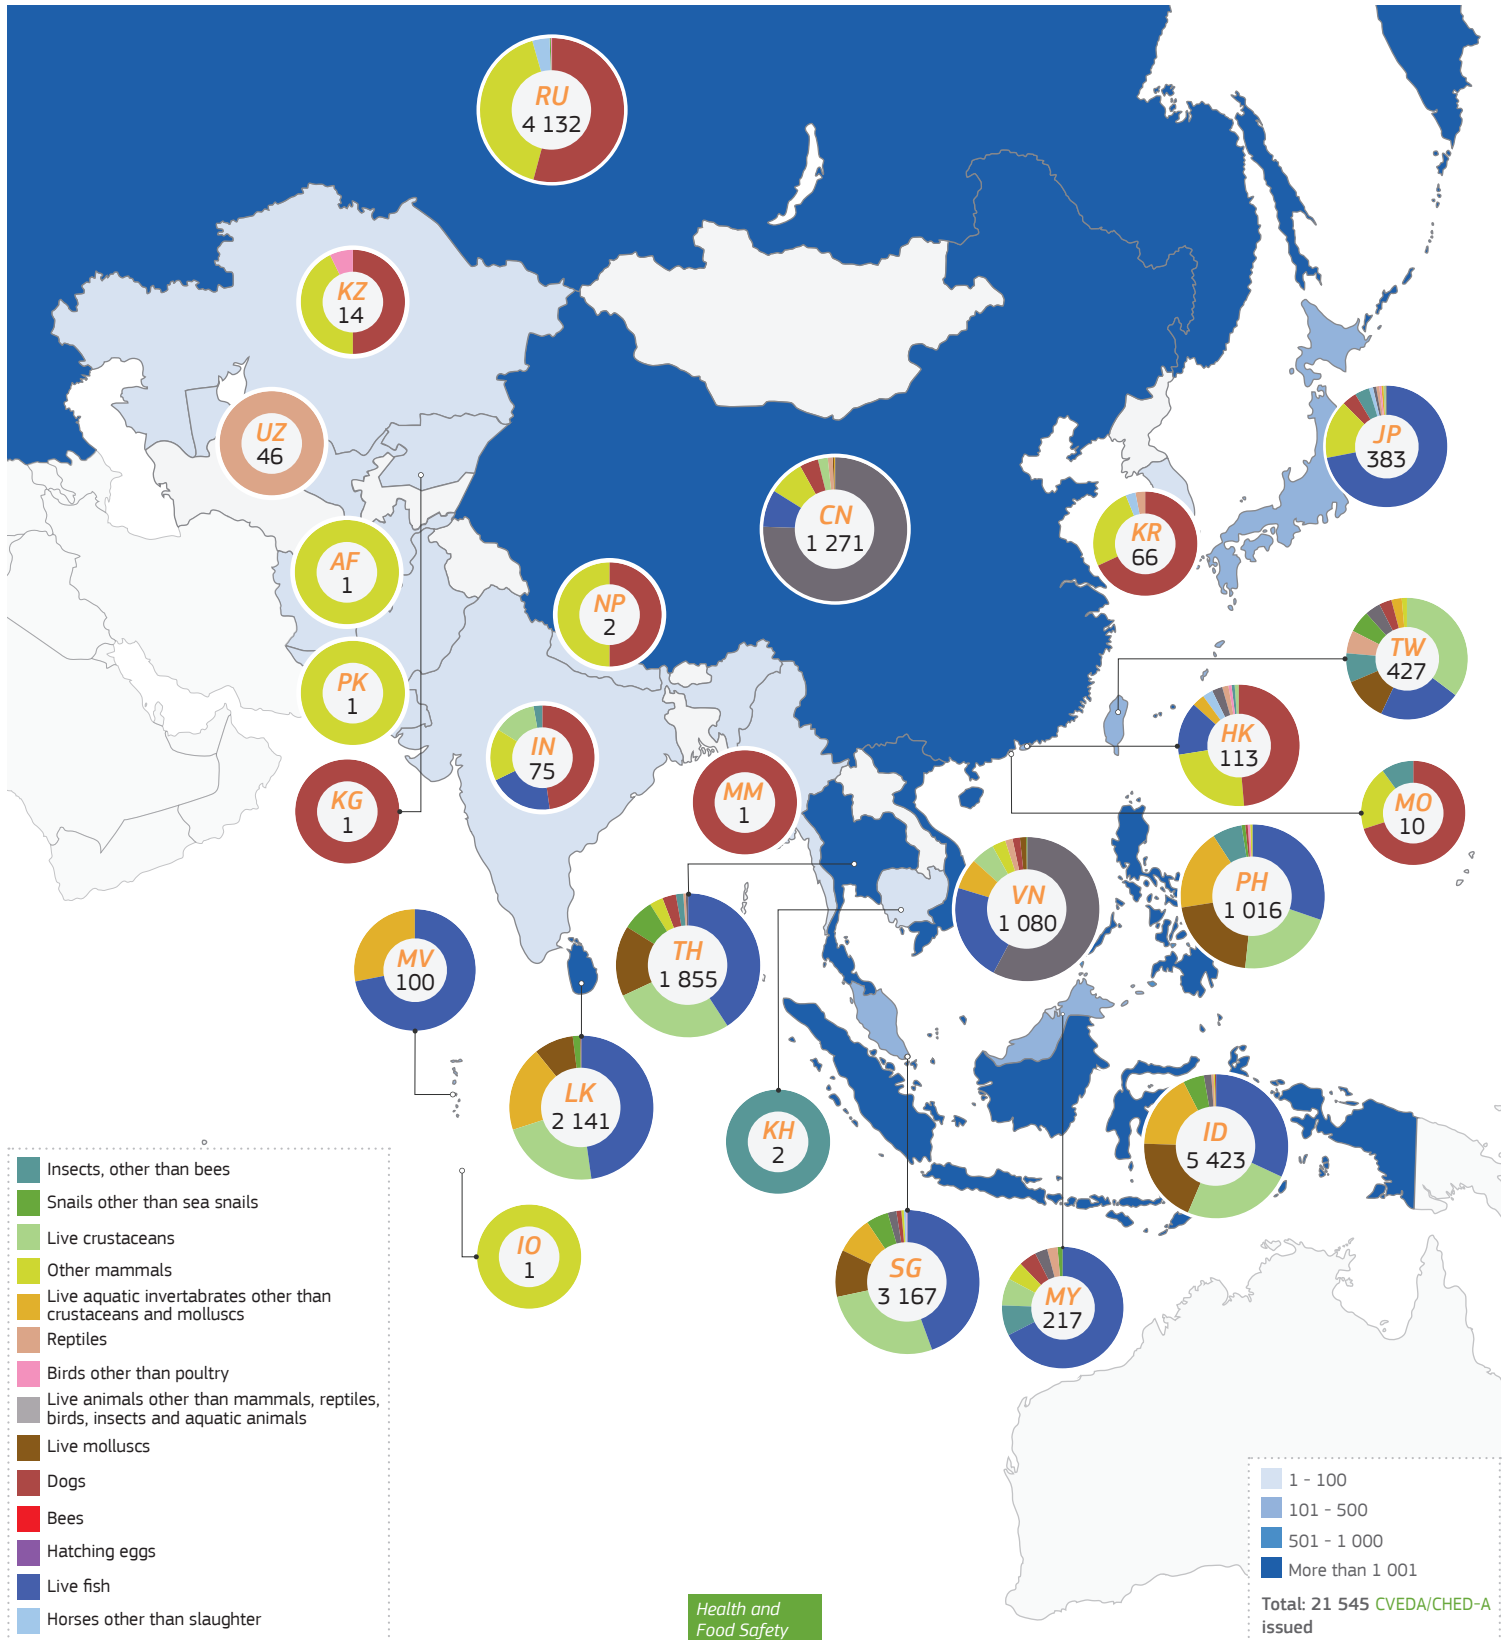 RU
4 132
KZ
14
UZ
46
JP
383
CN
1 271
KR
66
AF
1
NP
2
TW
427
PK
1
HK
113
IN
75
KG
1
MM
1
MO
10
PH
1 016
VN
1 080
MV
100
TH
1 855
LK
2 141
KH
2
ID
5 423
IO
1
SG
3 167
MY
217
Insects, other than bees
Snails other than sea snails
Live crustaceans
Other mammals
Live aquatic invertabrates other than
crustaceans and molluscs
Reptiles
Birds other than poultry
Live animals other than mammals, reptiles,
birds, insects and aquatic animals
Live molluscs
Dogs
Bees
Hatching eggs
Live fish
Horses other than slaughter
Health and
Food Safety
1 - 100
101 - 500
501 - 1 000
More than 1 001
Total: 21 545 CVEDA/CHED-A
issued